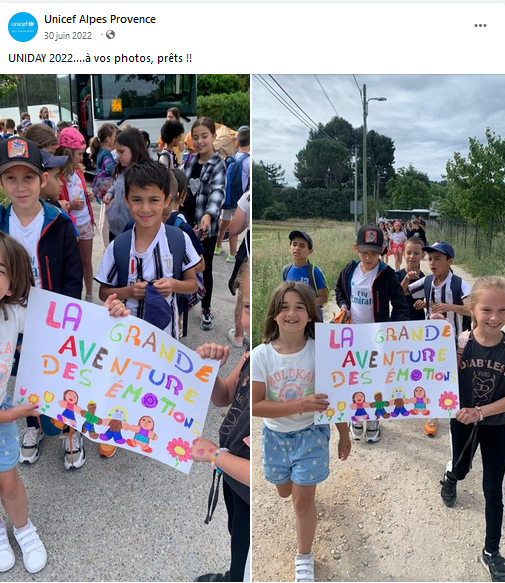 unicef
Unicef Alpes Provence
30 juin 2022 ·
UNIDAY 2022....à vos photos, prêts !!
LA GRANDE
AVENTURE
DES ÉMOTION
LA GRANDE
AVENTURE
DES ÉMOTION